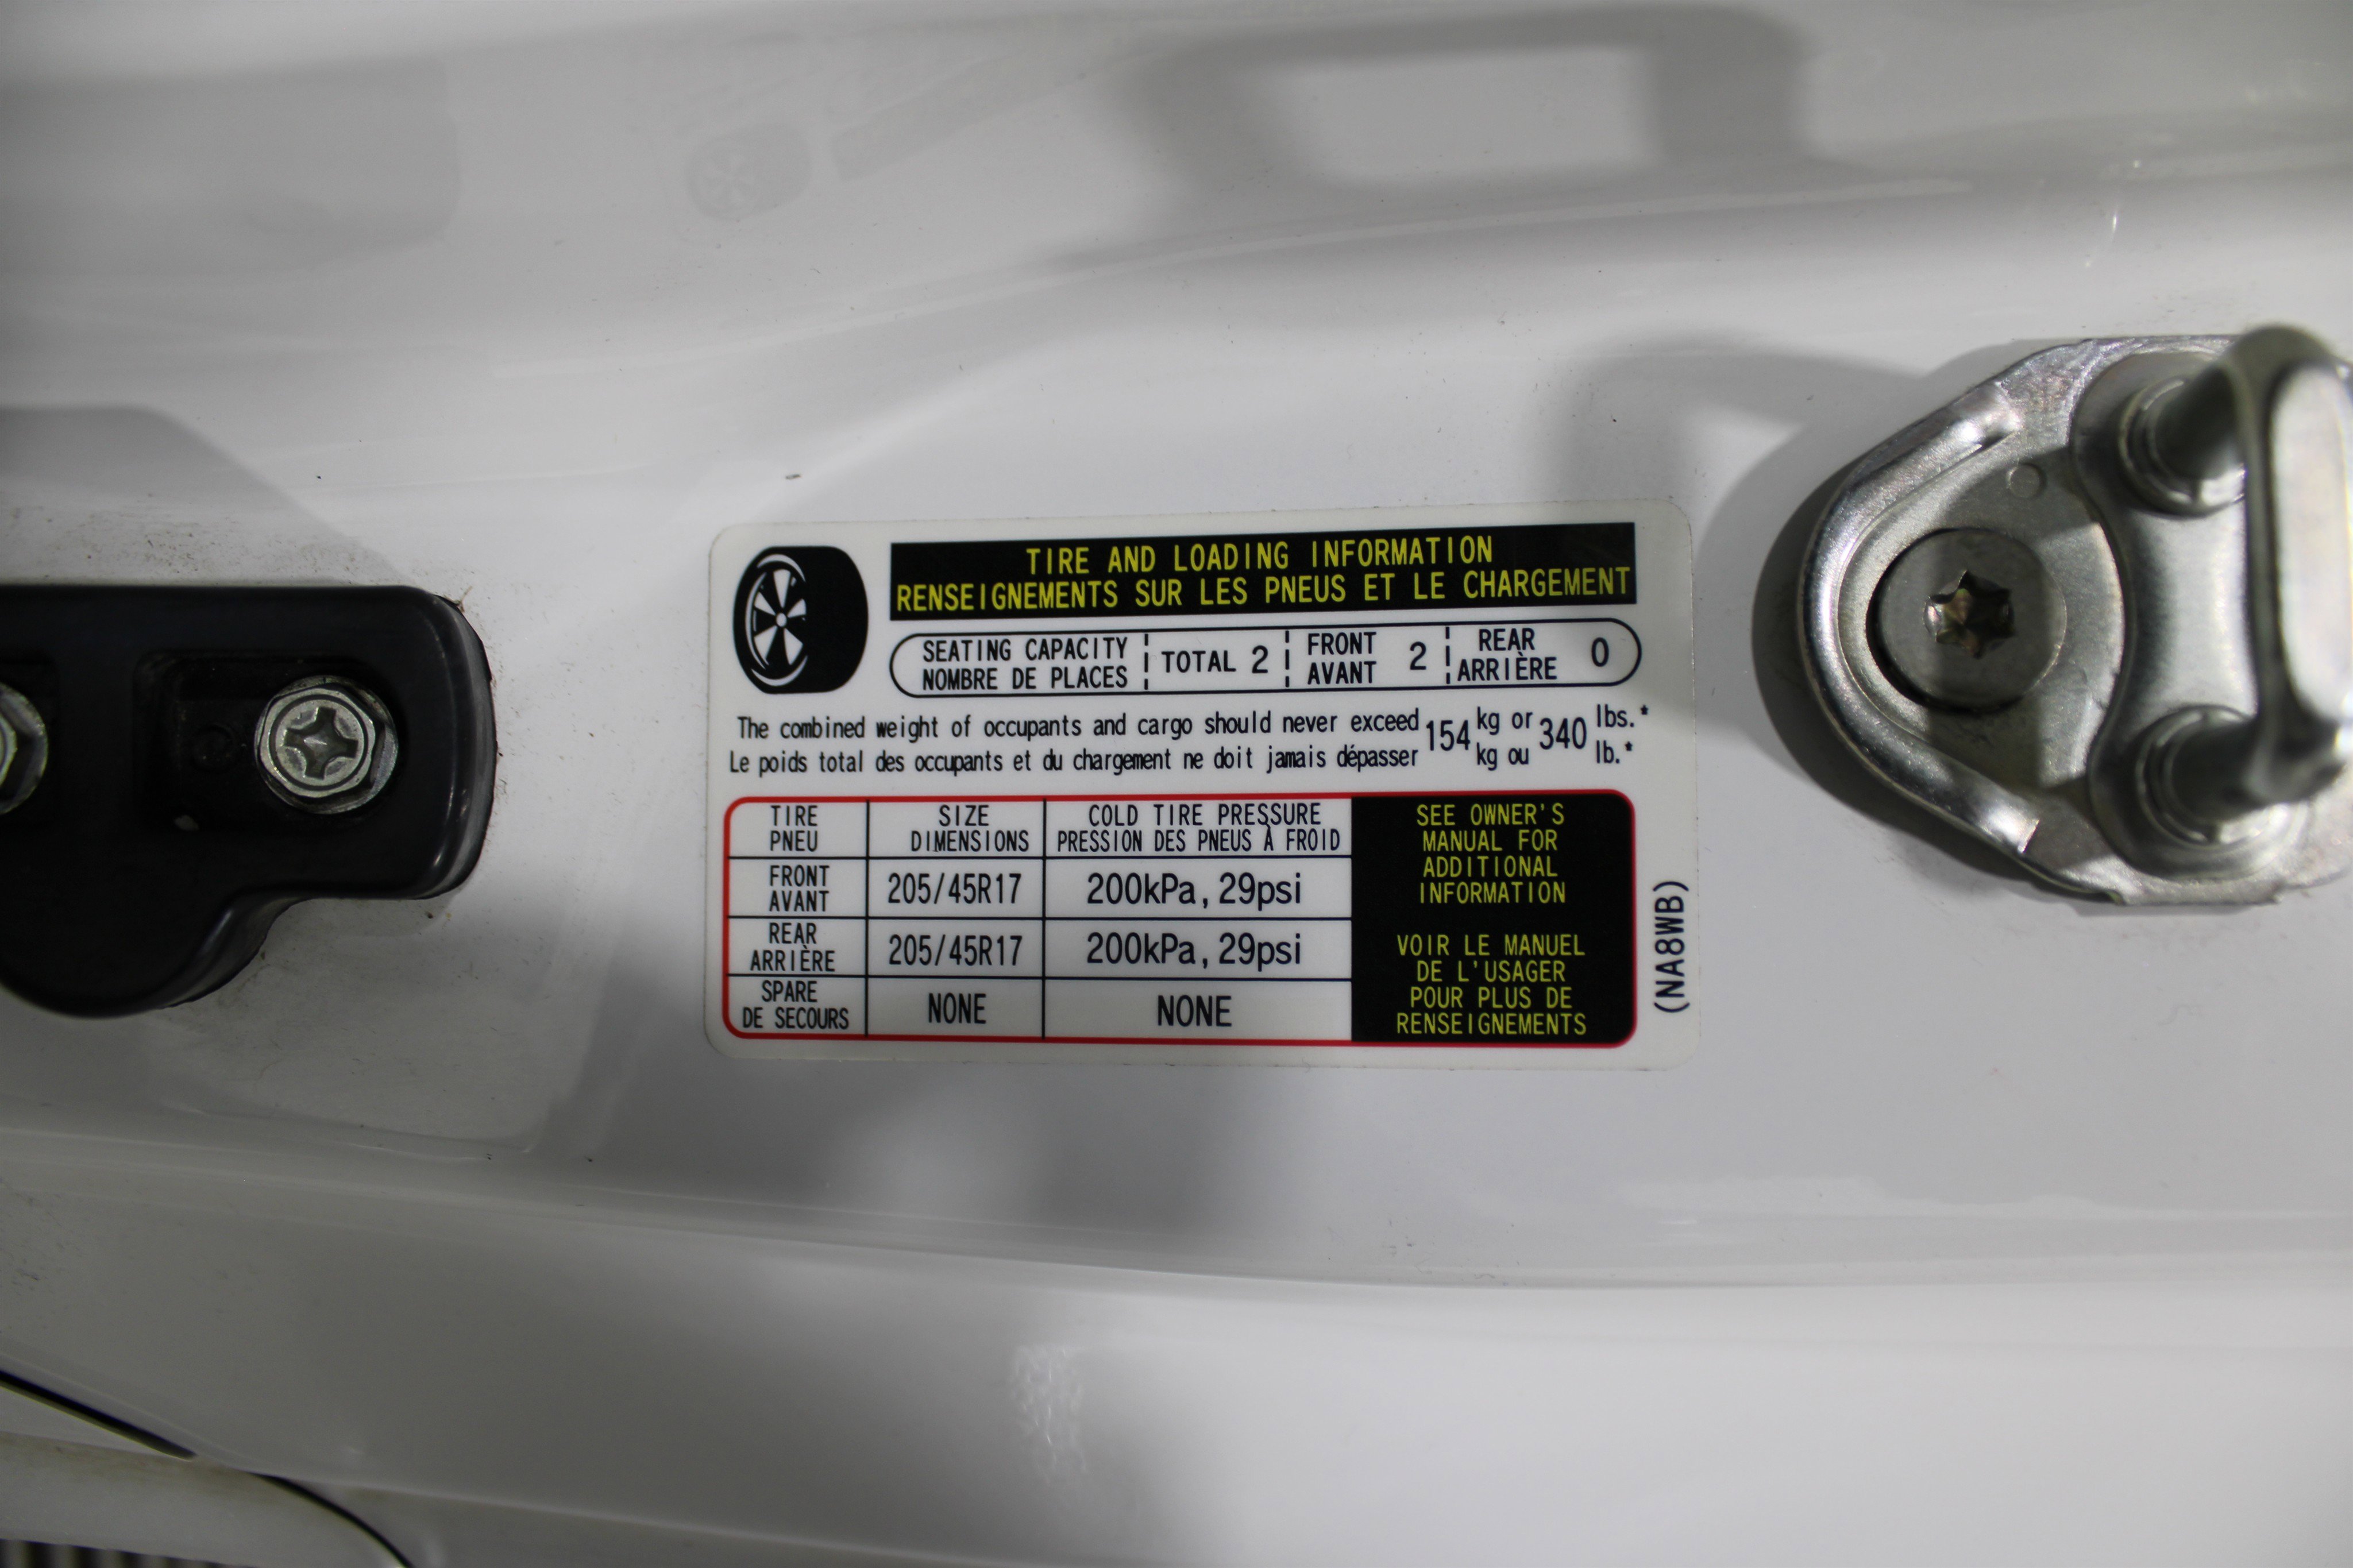 TIRE AND LOADING INFORMATION
RENSEIGNEMENTS SUR LES PNEUS ET LE CHARGEMENT
SEATING CAPACITY
NOMBRE DE PLACES
TOTAL 2
FRONT
AVANT
2
REAR
ARRIÈRE
0
The combined weight of occupants and cargo should never exceed 154 kg or 340 lbs.*
Le poids total des occupants et du chargement ne doit jamais dépasser kg ou lb.*
TIRE
PNEU
SIZE
DIMENSIONS
COLD TIRE PRESSURE
PRESSION DES PNEUS À FROID
FRONT
AVANT
205/45R17
200kPa, 29psi
REAR
ARRIÈRE
205/45R17
200kPa, 29psi
SPARE
DE SECOURS
NONE
NONE
SEE OWNER'S
MANUAL FOR
ADDITIONAL
INFORMATION
VOIR LE MANUEL
DE L'USAGER
POUR PLUS DE
RENSEIGNEMENTS
(NA8WB)